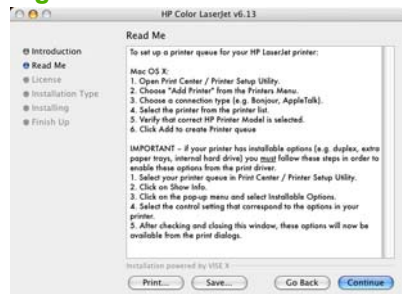 HP Color LaserJet v6.13
Read Me
Introduction
Read Me
License
Installation Type
Installing
Finish Up
To set up a printer queue for your HP LaserJet printer:
Mac OS X:
1. Open Print Center / Printer Setup Utility.
2. Choose "Add Printer" from the Printers Menu.
3. Choose a connection type (e.g. Bonjour, AppleTalk).
4. Select the printer from the printer list.
5. Verify that correct HP Printer Model is selected.
6. Click Add to create Printer queue
IMPORTANT - if your printer has installable options (e.g. duplex, extra
paper trays, internal hard drive) you must follow these steps in order to
enable these options from the print driver.
1. Select your printer queue in Print Center / Printer Setup Utility.
2. Click on Show Info.
3. Click on the pop-up menu and select Installable Options.
4. Select the control setting that correspond to the options in your
printer.
5. After checking and closing this window, these options will now be
available from the print dialogs.
Installation powered by VISE X
Print... Save... Go Back Continue